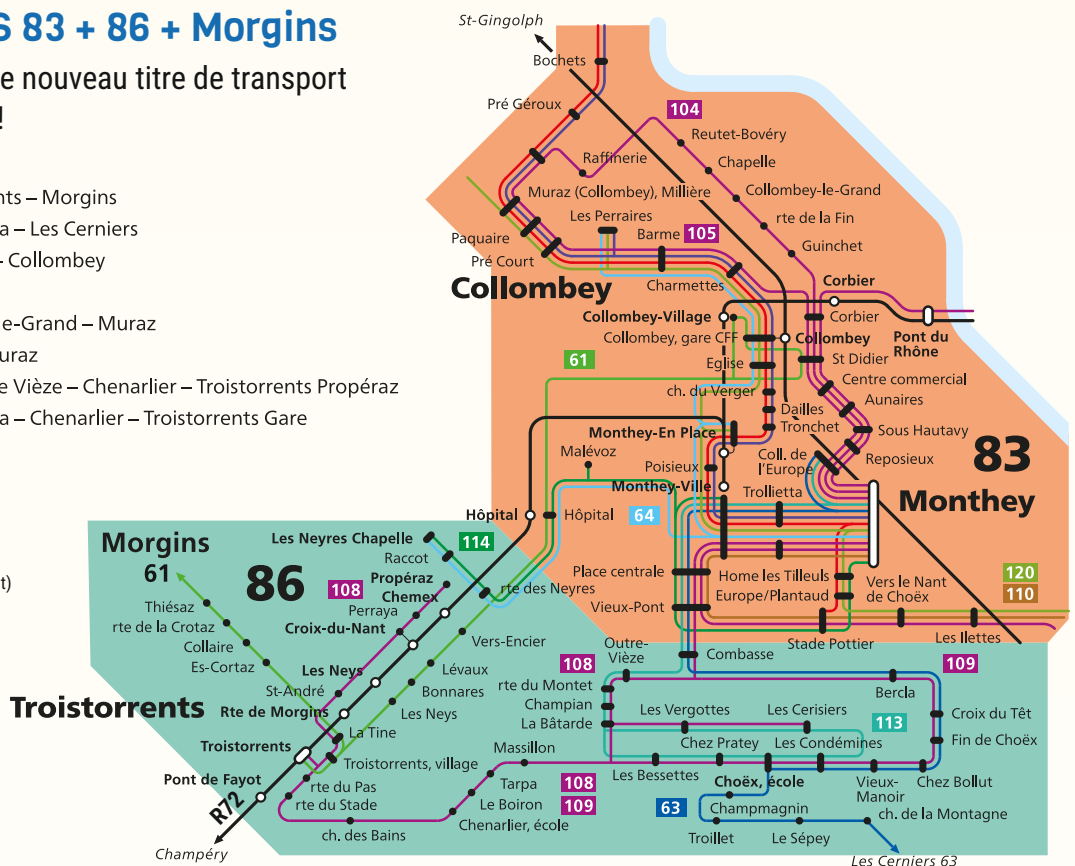 S 83 + 86 + Morgins
e nouveau titre de transport
!
nts – Morgins
a – Les Cerniers
– Collombey
e-Grand – Muraz
uraz
e Vièze – Chenarlier – Troistorrents Propéraz
a – Chenarlier – Troistorrents Gare
t)
St-Gingolph
Bochets
Pré Géroux
104
Reutet-Bovéry
Raffinerie
Chapelle
Muraz (Collombey), Millière
Collombey-le-Grand
Les Perraires
rte de la Fin
Paquaire
Barme
105
Guinchet
Pré Court
Charmettes
Collombey
Corbier
Collombey-Village
Corbier
Collombey, gare CFF
Collombey
Pont du
Rhône
61
Eglise
St Didier
ch. du Verger
Centre commercial
Dailles
Aunaires
Monthey-En Place
Tronchet
Sous Hautavy
Malévoz
Coll. de
l'Europe
Reposieux
83
Poisieux
Monthey-Ville
Trollietta
Monthey
Hôpital
Hôpital
64
Morgins
61
86
Les Neyres Chapelle
114
Raccot
108
Propéraz
Chemex
rte des Neyres
Place centrale
Home les Tilleuls
Europe/Plantaud
Vers le Nant
de Choëx
120
110
Thiésaz
Perraya
Vieux-Pont
rte de la Crotaz
Croix-du-Nant
Stade Pottier
Les Ilettes
Collaire
Vers-Encier
Outre-
Vièze
Combasse
Es-Cortaz
Les Neys
Lévaux
108
109
St-André
Bonnares
rte du Montet
Bercla
Troistorrents
Rte de Morgins
Les Neys
Champian
Les Vergottes
Les Cerisiers
Croix du Têt
La Tine
La Bâtarde
113
Troistorrents
Massillon
Chez Pratey
Les Condémines
Fin de Choëx
Troistorrents, village
Pont de Fayot
rte du Pas
Tarpa
108
Les Bessettes
Choëx, école
Vieux-
Manoir
Chez Bollut
R72
rte du Stade
Le Boiron
109
63
Champmagnin
ch. de la Montagne
ch. des Bains
Chenarlier, école
Troillet
Le Sépey
Champéry
Les Cerniers 63